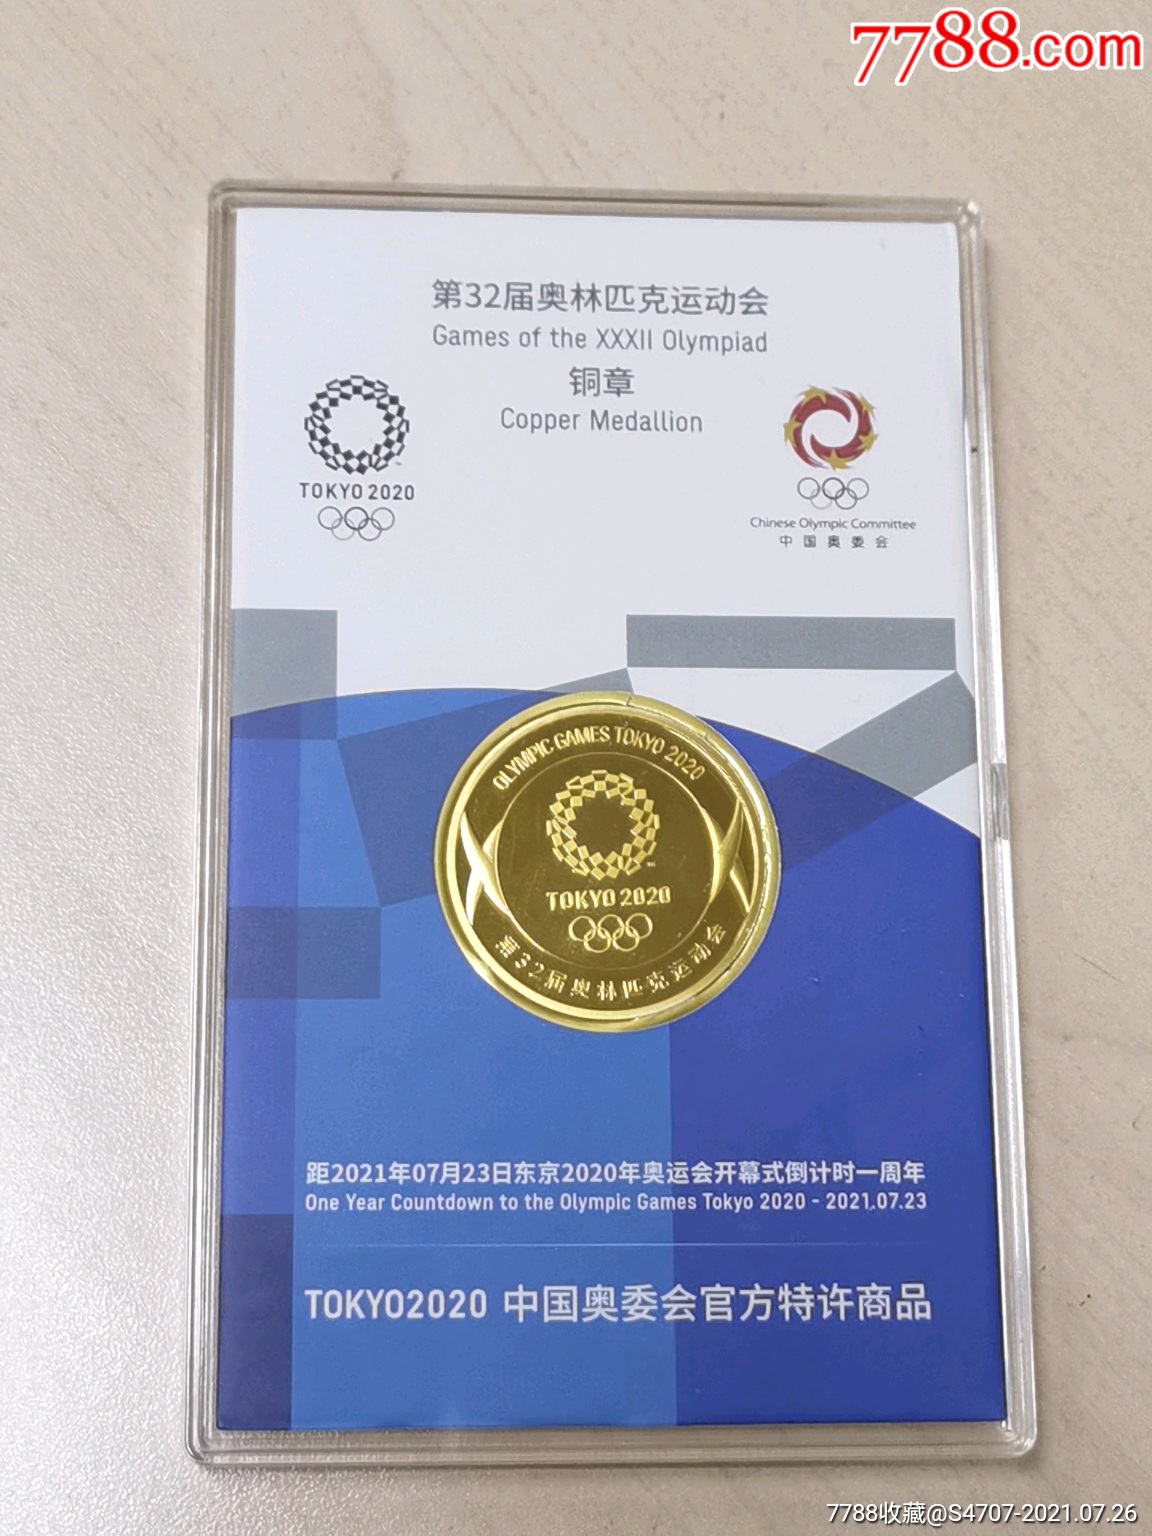 7788.com
第32届奥林匹克运动会
Games of the XXXII Olympiad
铜章
Copper Medallion
TOKYO 2020
Chinese Olympic Committee
中国奥委会
OLYMPIC GAMES TOKYO 2020
TOKYO 2020
第32届奥林匹克运动会
距2021年07月23日东京2020年奥运会开幕式倒计时一周年
One Year Countdown to the Olympic Games Tokyo 2020 - 2021.07.23
TOKYO2020 中国奥委会官方特许商品
7788收藏@S4707-2021.07.26